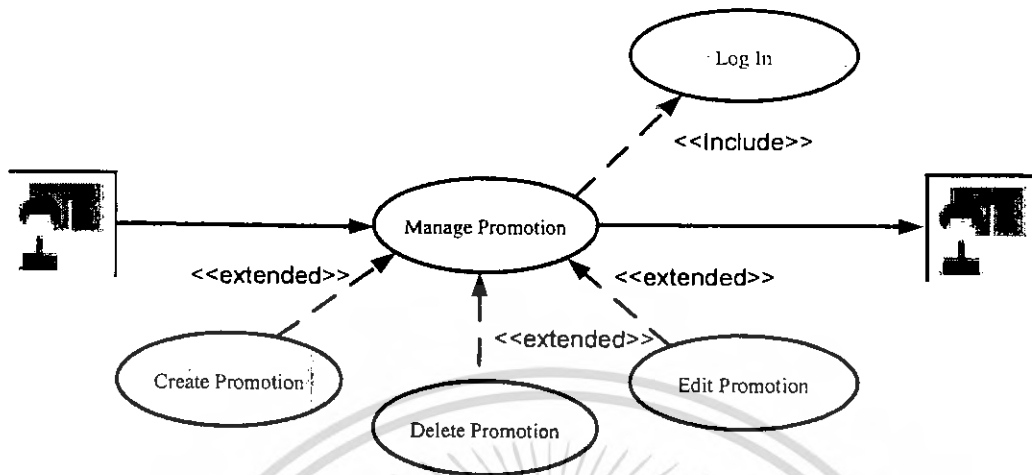 Log In
<<Include>>
Manage Promotion
<<extended>>
<<extended>>
<<extended>>
Create Promotion
Edit Promotion
Delete Promotion